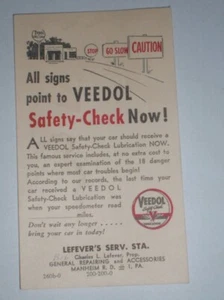 STOP
GO SLOW
CAUTION
All signs
point to VEEDOL
Safety-Check Now!
ALL signs say that your car should receive a
VEEDOL Safety-Check Lubrication NOW.
This famous service includes, at no extra cost to
you, an expert examination of the 18 danger
points where most car troubles begin!
According to our records, the last time your
car received a VEEDOL
Safety-Check Lubrication was
when your speedometer read
miles.
Don't wait any longer . . .
bring your car in today!
VEEDOL
LEFEVER'S SERV. STA.
Lefever, Prop.
GENERAL REPAIRING and ACCESSORIES
MANHEIM R. D. 1, PA.